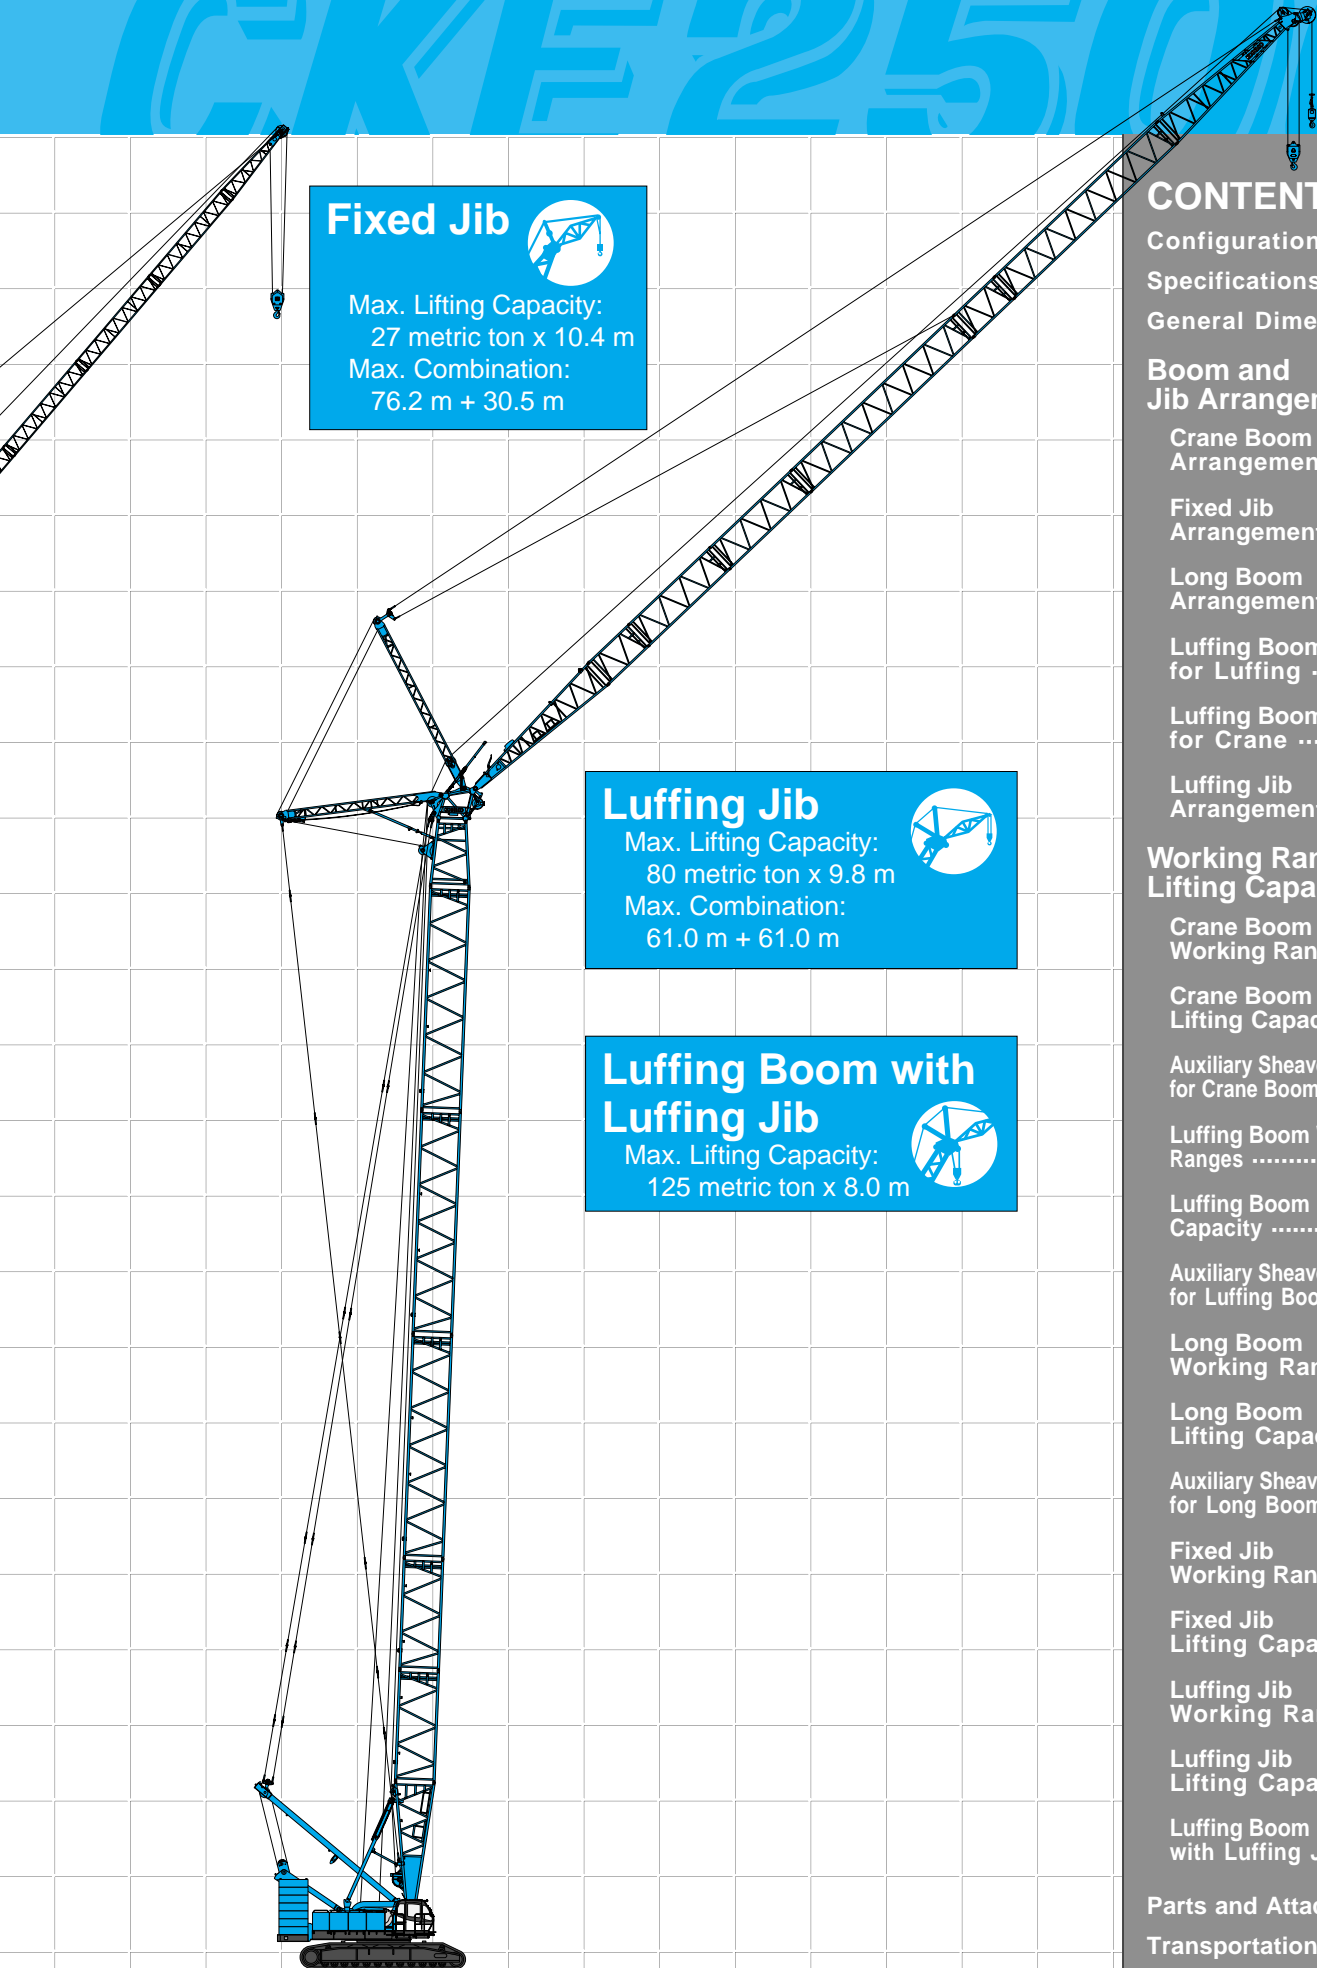 CKE250
Fixed Jib
Max. Lifting Capacity:
27 metric ton x 10.4 m
Max. Combination:
76.2 m + 30.5 m
Luffing Jib
Max. Lifting Capacity:
80 metric ton x 9.8 m
Max. Combination:
61.0 m + 61.0 m
Luffing Boom with
Luffing Jib
Max. Lifting Capacity:
125 metric ton x 8.0 m
CONTENT
Configuration
Specifications
General Dime
Boom and
Jib Arrange
Crane Boom
Arrangemen
Fixed Jib
Arrangement
Long Boom
Arrangement
Luffing Boom
for Luffing
Luffing Boom
for Crane
Luffing Jib
Arrangement
Working Ran
Lifting Capa
Crane Boom
Working Ran
Crane Boom
Lifting Capac
Auxiliary Sheav
for Crane Boom
Luffing Boom
Ranges
Luffing Boom
Capacity
Auxiliary Sheav
for Luffing Boo
Long Boom
Working Ran
Long Boom
Lifting Capac
Auxiliary Sheav
for Long Boom
Fixed Jib
Working Ran
Fixed Jib
Lifting Capa
Luffing Jib
Working Ra
Luffing Jib
Lifting Capa
Luffing Boom
with Luffing J
Parts and Attac
Transportation